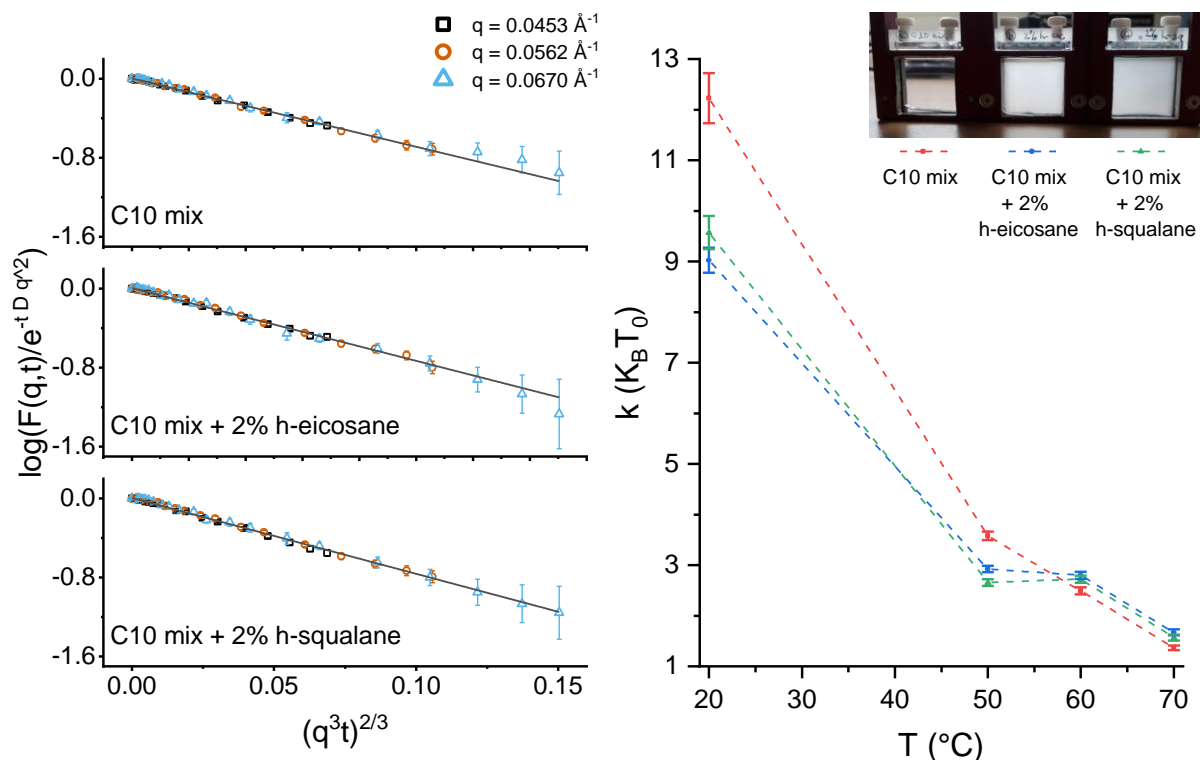 q = 0.0453 Å-1
q = 0.0562 Å-1
q = 0.0670 Å-1
log(F(q,t)/e-t D q^2)
0.0
-0.8
-1.6
C10 mix
0.0
-0.8
-1.6
C10 mix + 2% h-eicosane
0.0
-0.8
-1.6
C10 mix + 2% h-squalane
0.00
0.05
0.10
0.15
(q3t)2/3
k (KBT0)
13
11
9
7
5
3
1
20
30
40
50
60
70
T (°C)
C10 mix
C10 mix
+ 2%
h-eicosane
C10 mix
+ 2%
h-squalane